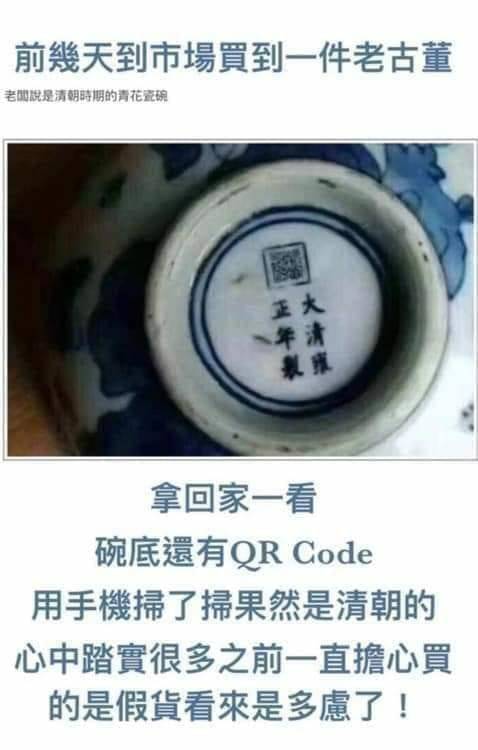 前幾天到市場買到一件老古董
老闆說是清朝時期的青花瓷碗
大清雍
正年製
拿回家一看
碗底還有QR Code
用手機掃了掃果然是清朝的
心中踏實很多之前一直擔心買
的是假貨看來是多慮了！